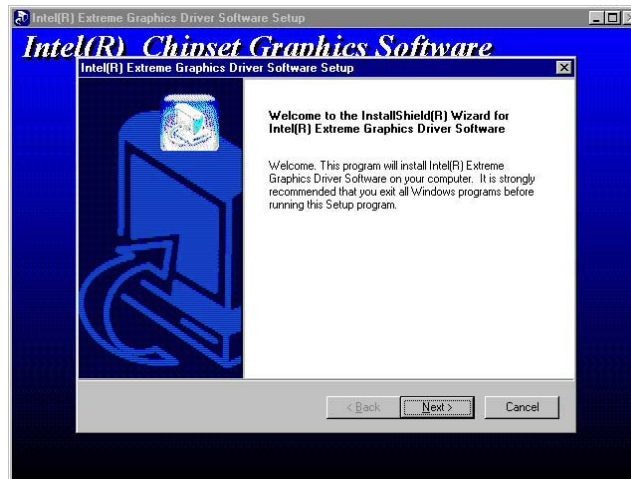 Intel(R) Extreme Graphics Driver Software Setup
Intel(R) Chipset Graphics Software
Intel(R) Extreme Graphics Driver Software Setup
Welcome to the InstallShield(R) Wizard for
Intel(R) Extreme Graphics Driver Software
Welcome. This program will install Intel(R) Extreme
Graphics Driver Software on your computer. It is strongly
recommended that you exit all Windows programs before
running this Setup program.
< Back
Next >
Cancel